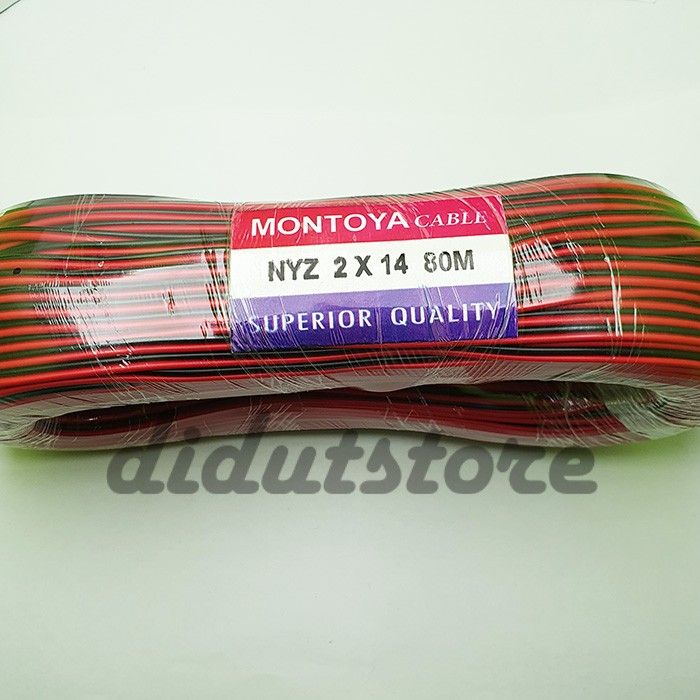 MONTOYA CABLE
NYZ 2 X 14 80M
SUPERIOR QUALITY
didutstore